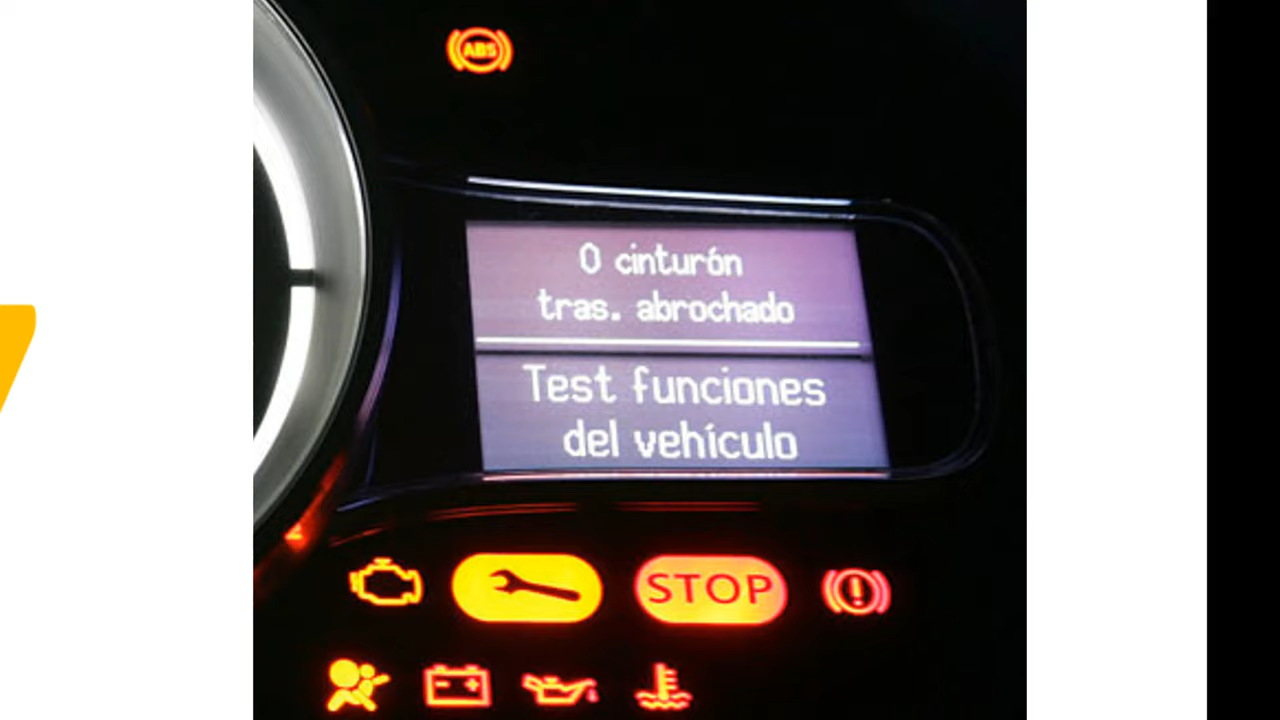 ABS
0 cinturón
tras. abrochado
Test funciones
del vehículo
STOP